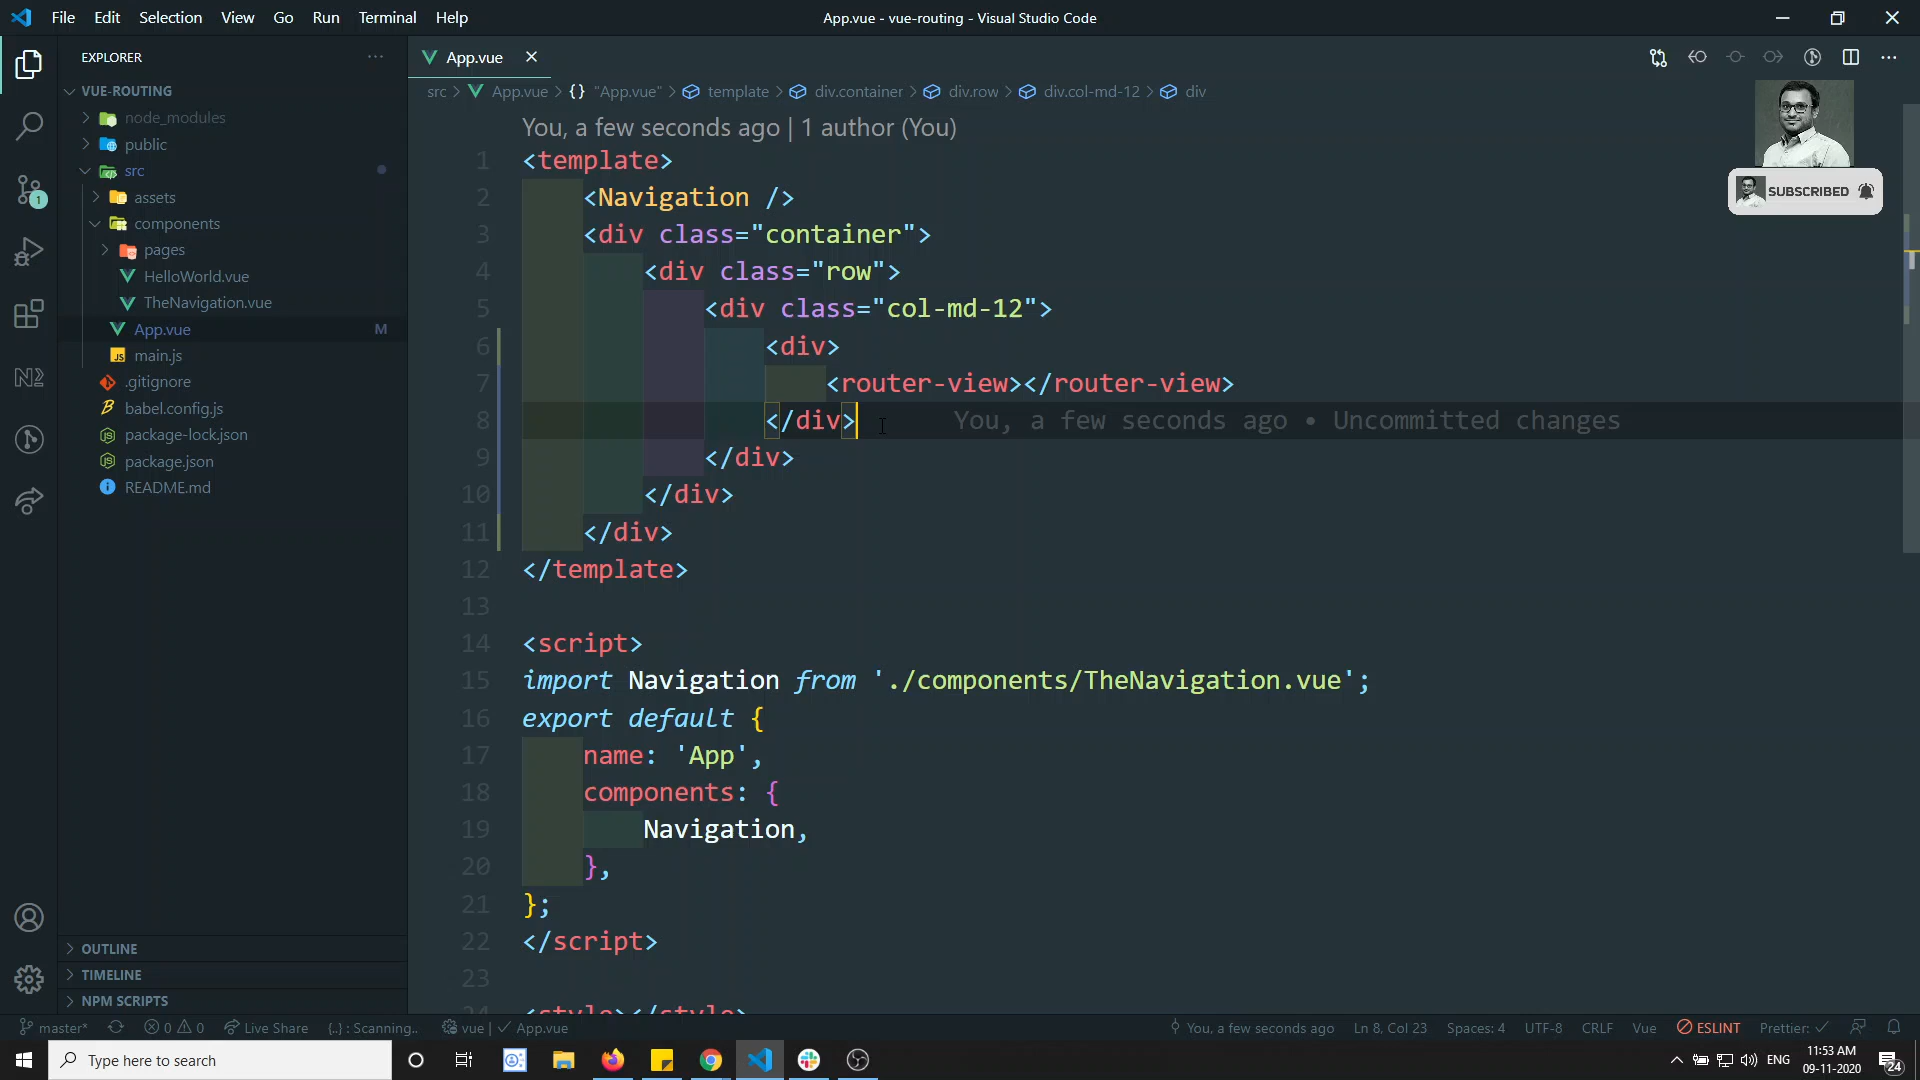 File Edit Selection View Go Run Terminal Help
App.vue - vue-routing - Visual Studio Code
EXPLORER
VUE-ROUTING
node_modules
public
src
assets
components
pages
HelloWorld.vue
TheNavigation.vue
App.vue M
main.js
.gitignore
babel.config.js
package-lock.json
package.json
README.md
OUTLINE
TIMELINE
NPM SCRIPTS
1
App.vue
src > App.vue > {} "App.vue" > template > div.container > div.row > div.col-md-12 > div
SUBSCRIBED
You, a few seconds ago | 1 author (You)
1 <template>
2 <Navigation />
3 <div class="container">
4 <div class="row">
5 <div class="col-md-12">
6 <div>
7 <router-view></router-view>
8 </div> You, a few seconds ago • Uncommitted changes
9 </div>
10 </div>
11 </div>
12 </template>
13
14 <script>
15 import Navigation from './components/TheNavigation.vue';
16 export default {
17 name: 'App',
18 components: {
19 Navigation,
20 },
21 };
22 </script>
23
24 <style></style>
master* 0 0 Live Share {..} : Scanning.. vue | App.vue
You, a few seconds ago Ln 8, Col 23 Spaces: 4 UTF-8 CRLF Vue ESLINT Prettier: ✓
Type here to search
N
JS
ENG
11:53 AM
09-11-2020
24